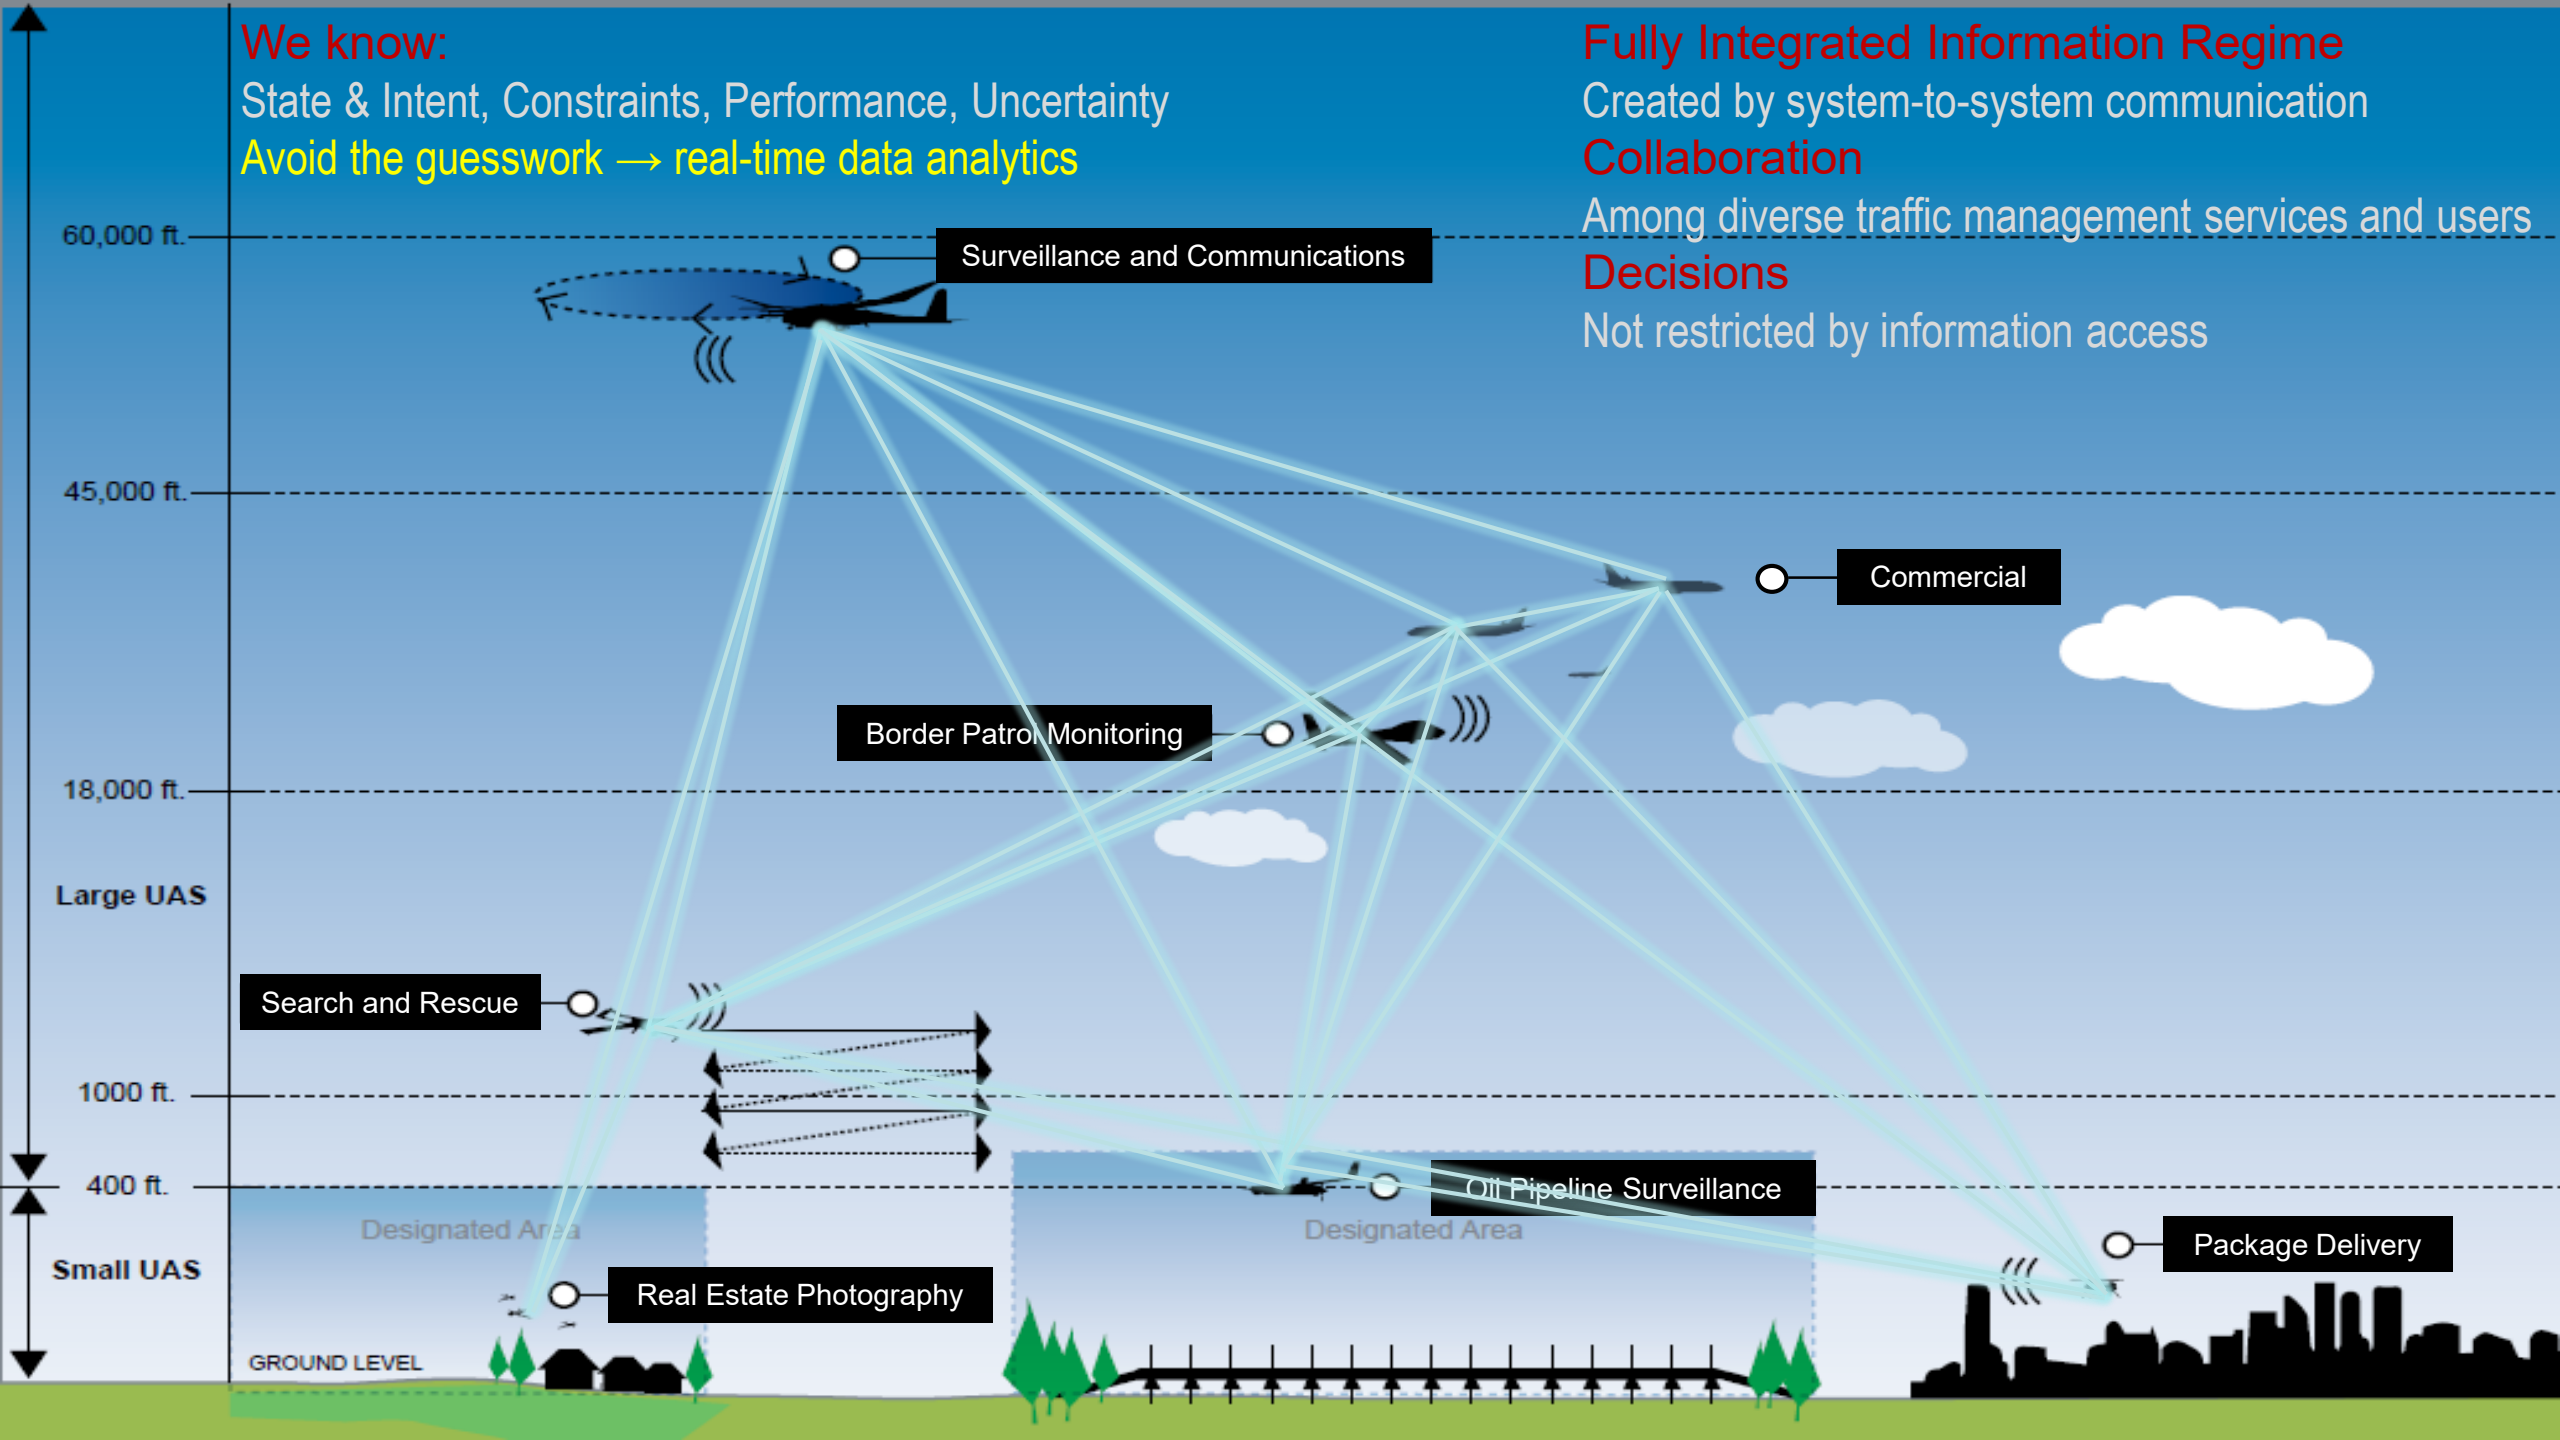 We know:
State & Intent, Constraints, Performance, Uncertainty
Avoid the guesswork → real-time data analytics
Fully Integrated Information Regime
Created by system-to-system communication
Collaboration
Among diverse traffic management services and users
Decisions
Not restricted by information access
60,000 ft.
Surveillance and Communications
45,000 ft.
Commercial
Border Patrol Monitoring
18,000 ft.
Large UAS
Search and Rescue
1000 ft.
400 ft.
Oil Pipeline Surveillance
Designated Area
Designated Area
Package Delivery
Small UAS
Real Estate Photography
GROUND LEVEL